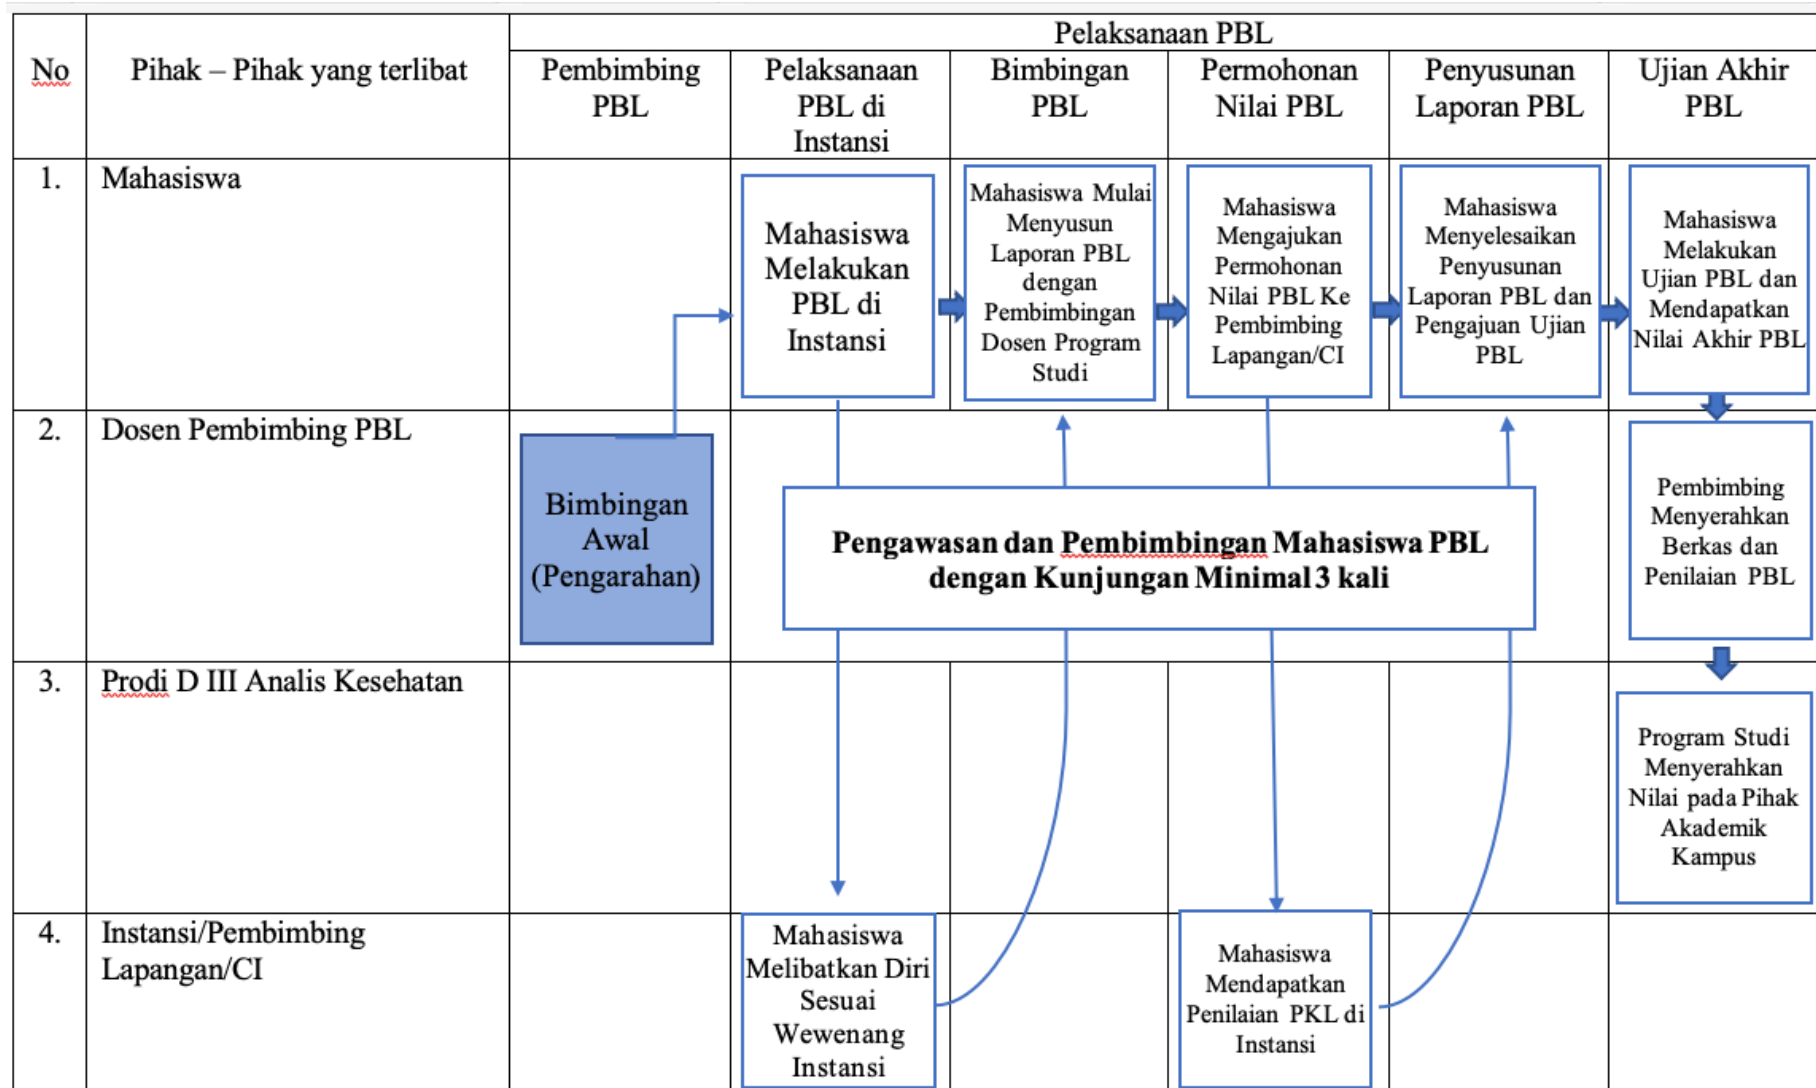 Pelaksanaan PBL
No
Pihak – Pihak yang terlibat
Pembimbing
PBL
Pelaksanaan
PBL di
Instansi
Bimbingan
PBL
Permohonan
Nilai PBL
Penyusunan
Laporan PBL
Ujian Akhir
PBL
1.
Mahasiswa
Mahasiswa
Melakukan
PBL di
Instansi
Mahasiswa Mulai
Menyusun
Laporan PBL
dengan
Pembimbingan
Dosen Program
Studi
Mahasiswa
Mengajukan
Permohonan
Nilai PBL Ke
Pembimbing
Lapangan/CI
Mahasiswa
Menyelesaikan
Penyusunan
Laporan PBL dan
Pengajuan Ujian
PBL
Mahasiswa
Melakukan
Ujian PBL dan
Mendapatkan
Nilai Akhir PBL
2.
Dosen Pembimbing PBL
Bimbingan
Awal
(Pengarahan)
Pengawasan dan Pembimbingan Mahasiswa PBL
dengan Kunjungan Minimal 3 kali
Pembimbing
Menyerahkan
Berkas dan
Penilaian PBL
3.
Prodi D III Analis Kesehatan
Program Studi
Menyerahkan
Nilai pada Pihak
Akademik
Kampus
4.
Instansi/Pembimbing
Lapangan/CI
Mahasiswa
Melibatkan Diri
Sesuai
Wewenang
Instansi
Mahasiswa
Mendapatkan
Penilaian PKL di
Instansi